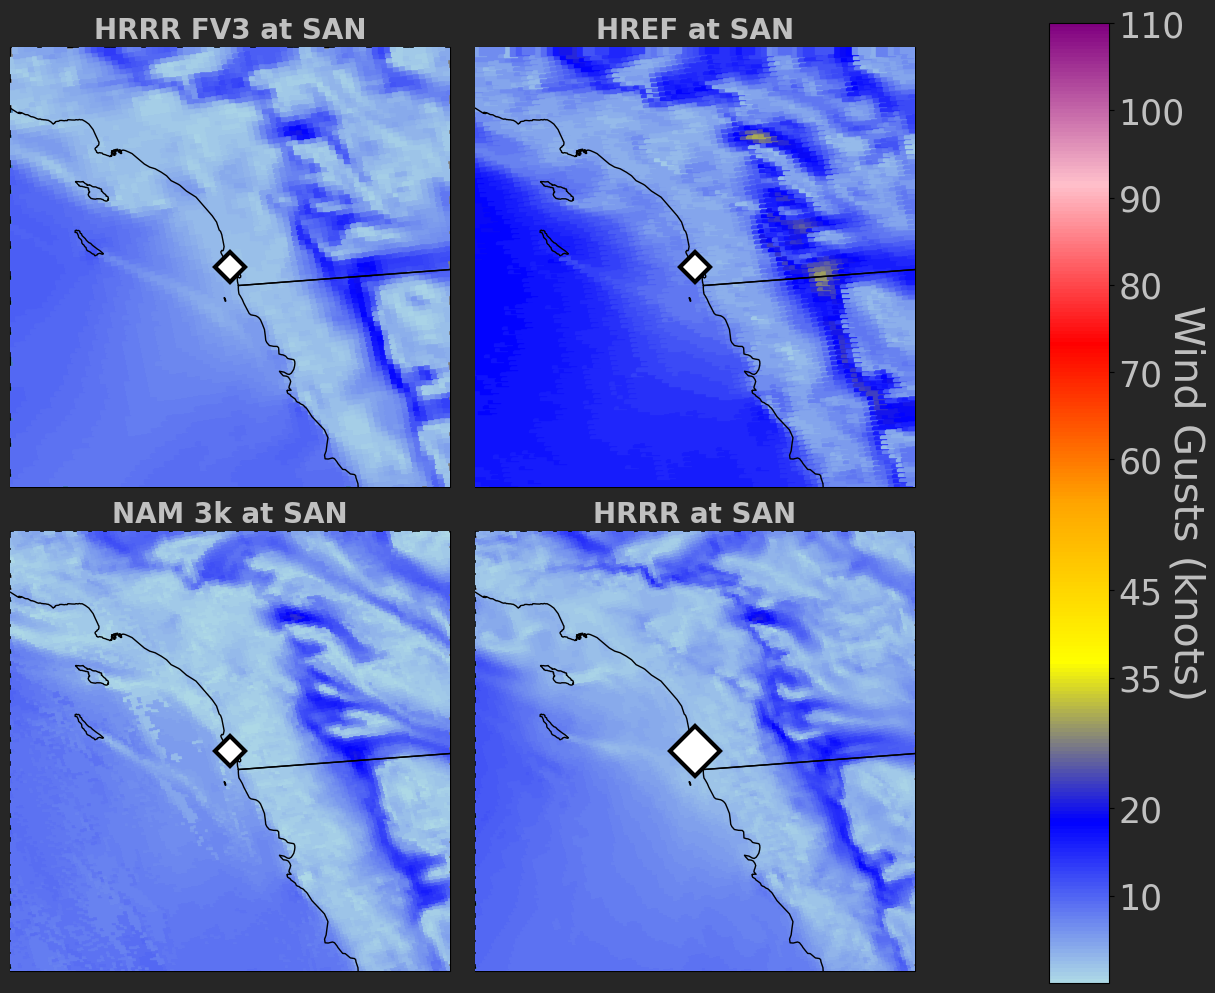 HRRR FV3 at SAN
HREF at SAN
NAM 3k at SAN
HRRR at SAN
110
100
90
80
70
60
45
35
20
10
Wind Gusts (knots)